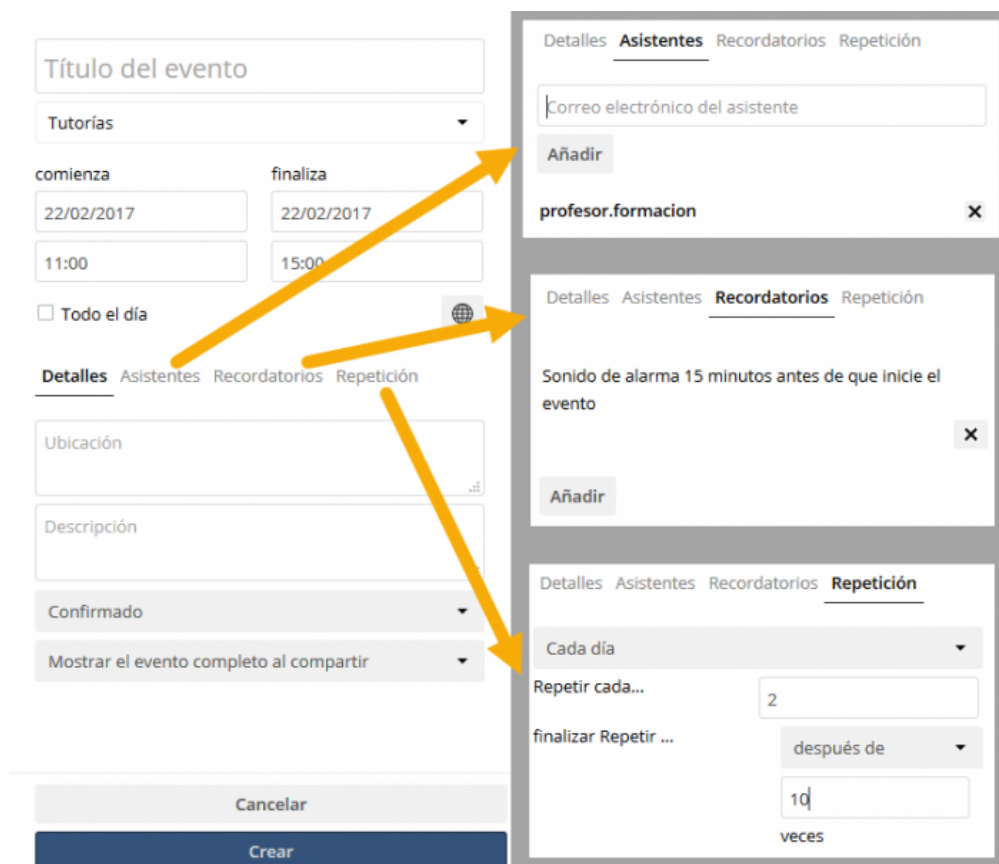 Título del evento
Tutorías
comienza finaliza
22/02/2017 22/02/2017
11:00 15:00
Todo el día
Detalles Asistentes Recordatorios Repetición
Ubicación
Descripción
Confirmado
Mostrar el evento completo al compartir
Cancelar
Crear
Detalles Asistentes Recordatorios Repetición
Correo electrónico del asistente
Añadir
profesor.formacion
Detalles Asistentes Recordatorios Repetición
Sonido de alarma 15 minutos antes de que inicie el
evento
Añadir
Detalles Asistentes Recordatorios Repetición
Cada día
Repetir cada... 2
finalizar Repetir ... después de
10
veces